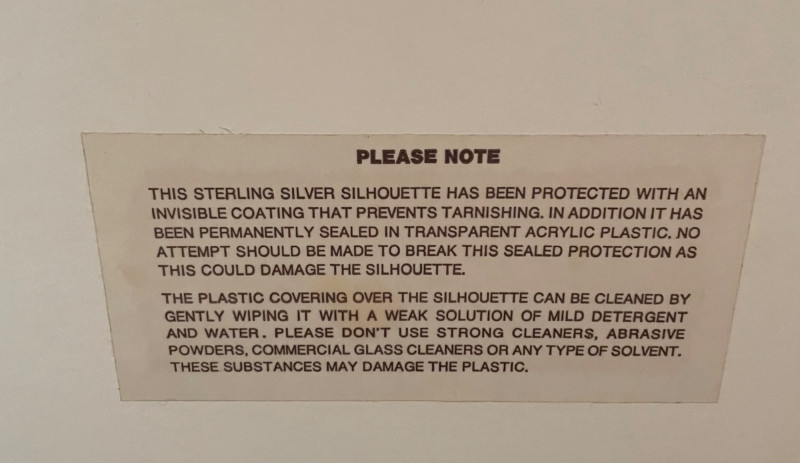 PLEASE NOTE
THIS STERLING SILVER SILHOUETTE HAS BEEN PROTECTED WITH AN
INVISIBLE COATING THAT PREVENTS TARNISHING. IN ADDITION IT HAS
BEEN PERMANENTLY SEALED IN TRANSPARENT ACRYLIC PLASTIC. NO
ATTEMPT SHOULD BE MADE TO BREAK THIS SEALED PROTECTION AS
THIS COULD DAMAGE THE SILHOUETTE.
THE PLASTIC COVERING OVER THE SILHOUETTE CAN BE CLEANED BY
GENTLY WIPING IT WITH A WEAK SOLUTION OF MILD DETERGENT
AND WATER. PLEASE DON'T USE STRONG CLEANERS, ABRASIVE
POWDERS, COMMERCIAL GLASS CLEANERS OR ANY TYPE OF SOLVENT.
THESE SUBSTANCES MAY DAMAGE THE PLASTIC.